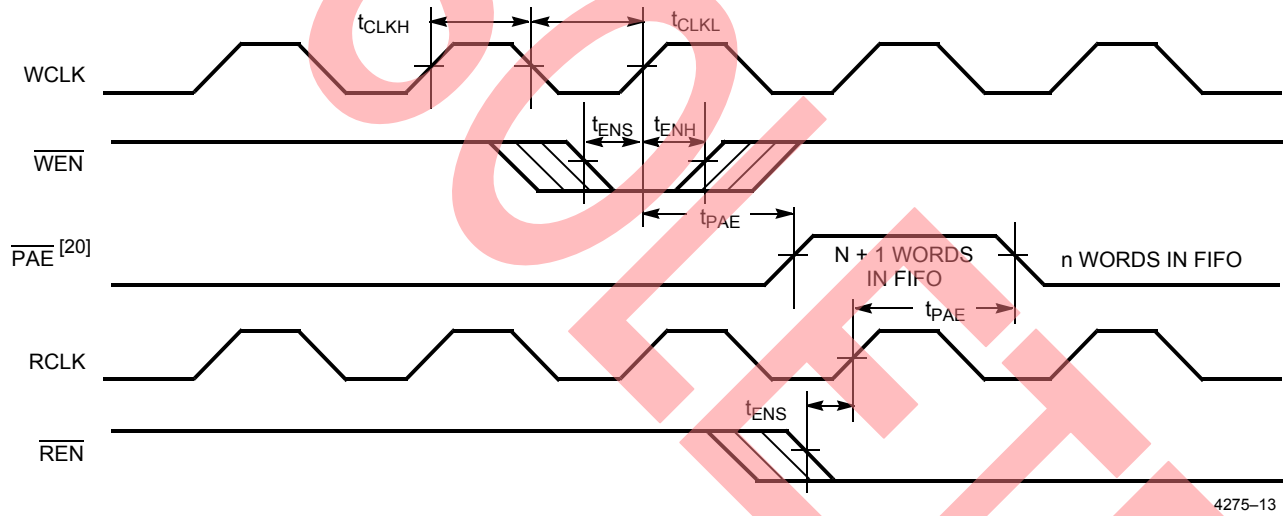 tCLKH
tCLKL
WCLK
tENS
tENH
WEN
tPAE
PAE [20]
N + 1 WORDS
IN FIFO
n WORDS IN FIFO
tPAE
RCLK
tENS
REN
4275–13